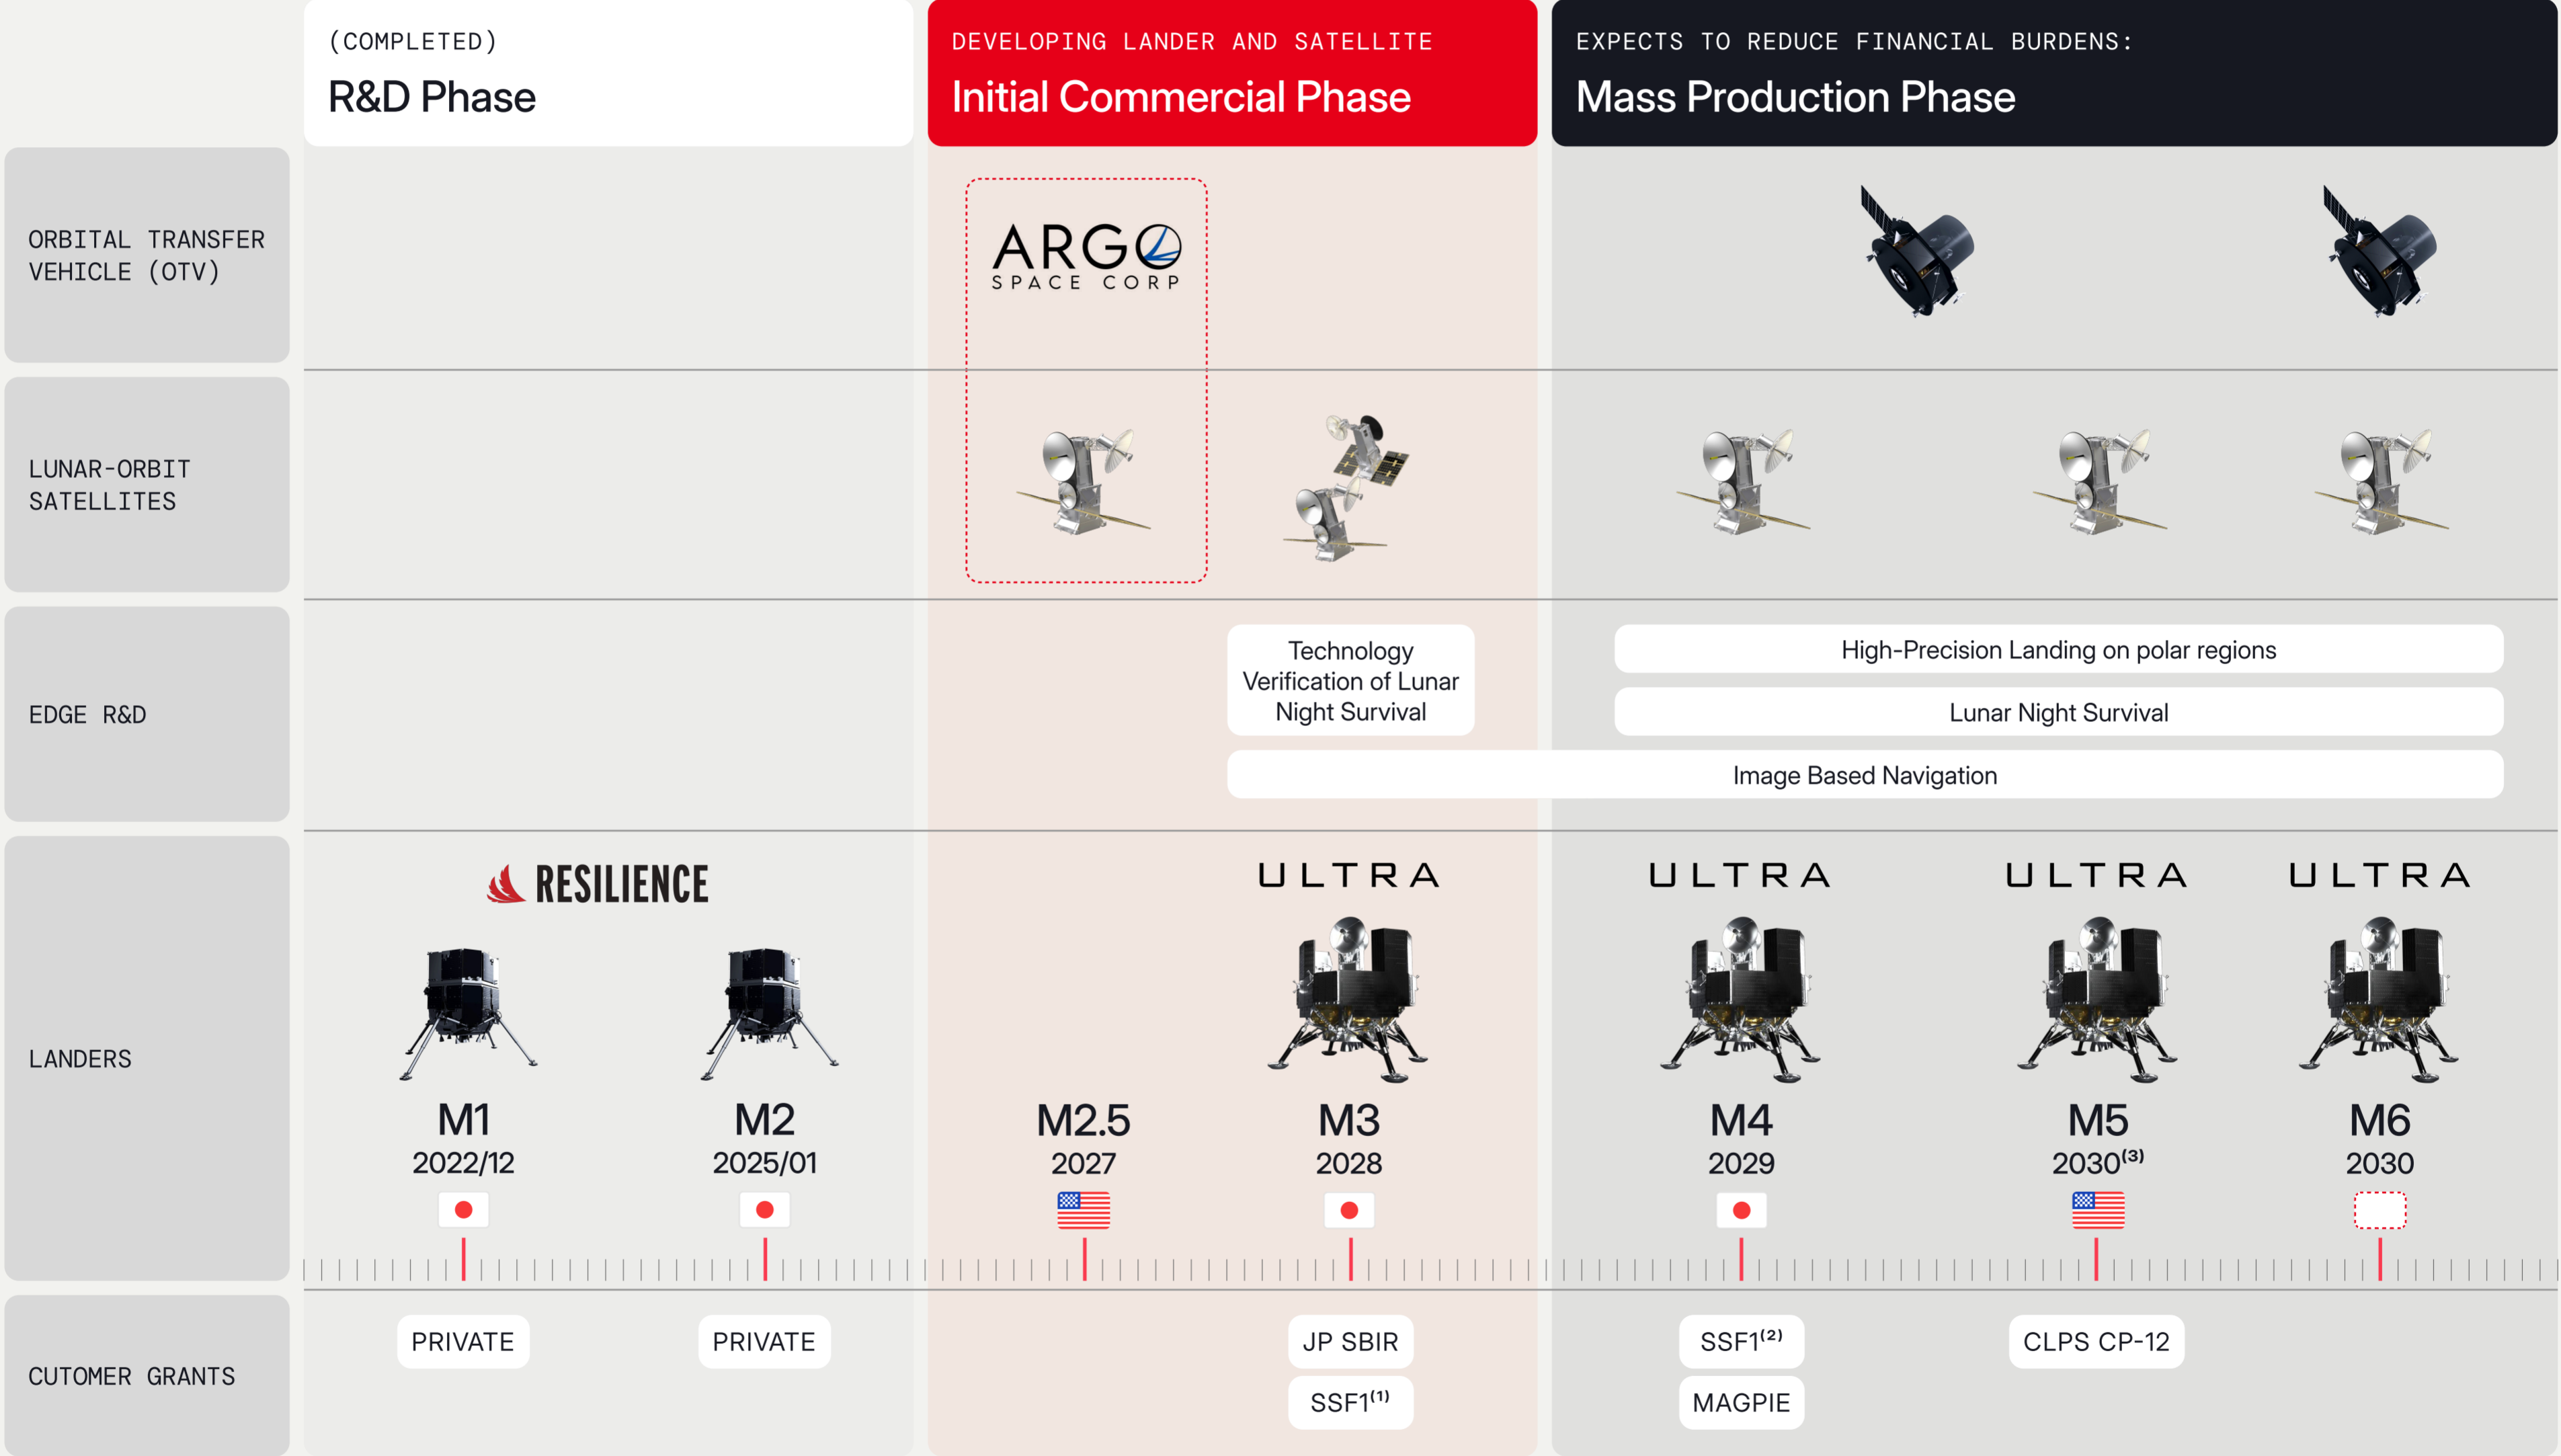 (COMPLETED)
R&D Phase
DEVELOPING LANDER AND SATELLITE
Initial Commercial Phase
EXPECTS TO REDUCE FINANCIAL BURDENS:
Mass Production Phase
ORBITAL TRANSFER
VEHICLE (OTV)
ARGO
SPACE CORP
LUNAR-ORBIT
SATELLITES
EDGE R&D
Technology
Verification of Lunar
Night Survival
High-Precision Landing on polar regions
Lunar Night Survival
Image Based Navigation
LANDERS
RESILIENCE
ULTRA
ULTRA
ULTRA
ULTRA
M1
2022/12
M2
2025/01
M2.5
2027
M3
2028
M4
2029
M5
2030⁽³⁾
M6
2030
CUTOMER GRANTS
PRIVATE
PRIVATE
JP SBIR
SSF1⁽¹⁾
SSF1⁽²⁾
MAGPIE
CLPS CP-12